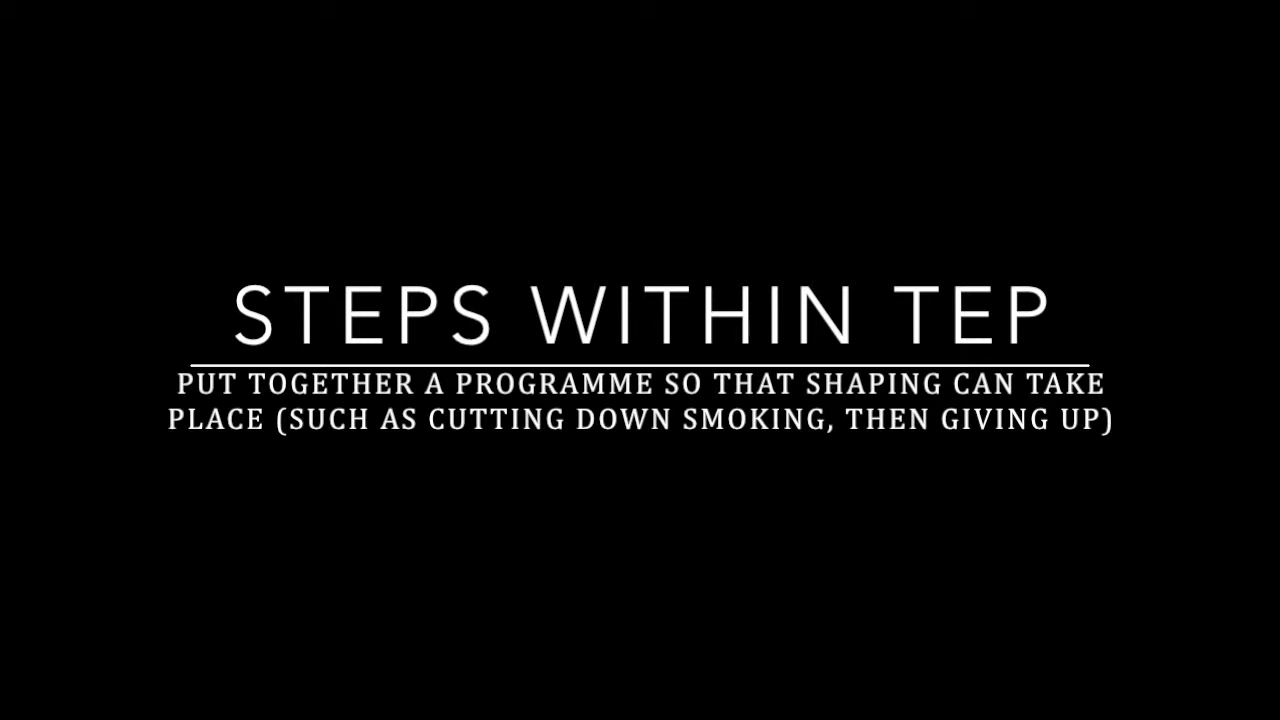 STEPS WITHIN TEP
PUT TOGETHER A PROGRAMME SO THAT SHAPING CAN TAKE
PLACE (SUCH AS CUTTING DOWN SMOKING, THEN GIVING UP)